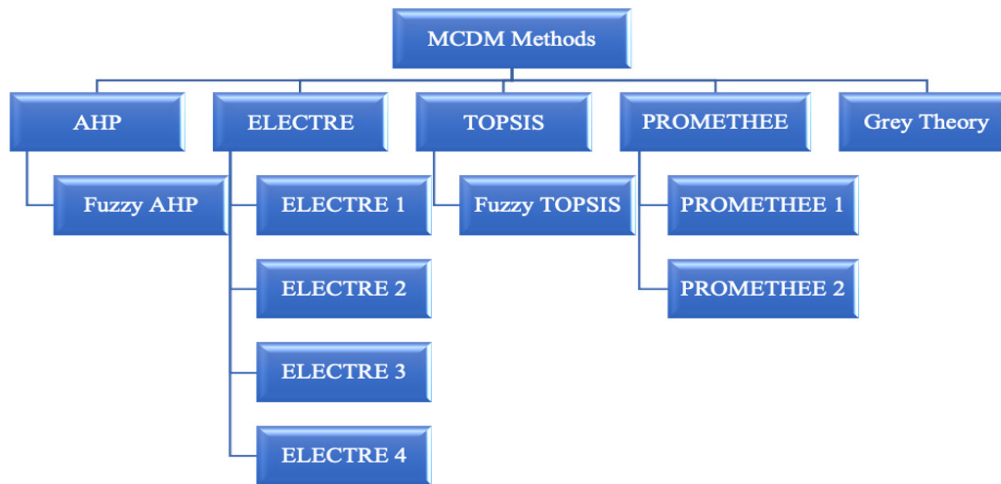 MCDM Methods
AHP
ELECTRE
TOPSIS
PROMETHEE
Grey Theory
Fuzzy AHP
ELECTRE 1
Fuzzy TOPSIS
PROMETHEE 1
ELECTRE 2
PROMETHEE 2
ELECTRE 3
ELECTRE 4